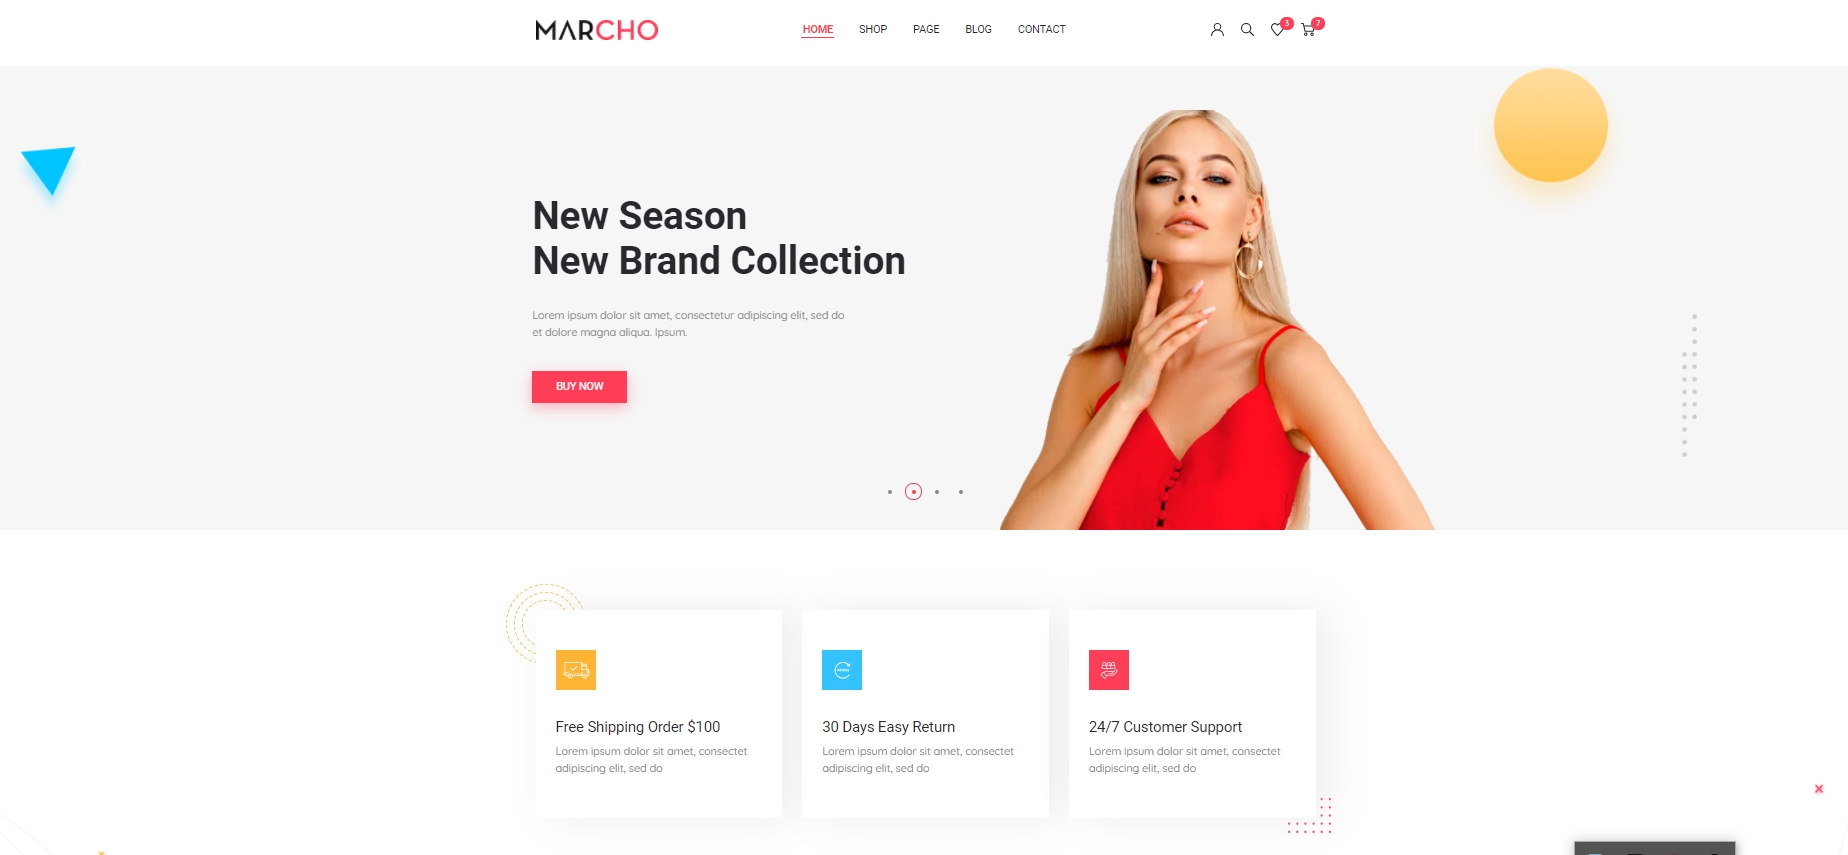 MARCHO
HOME SHOP PAGE BLOG CONTACT
3 7
New Season
New Brand Collection
Lorem ipsum dolor sit amet, consectetur adipiscing elit, sed do
et dolore magna aliqua. Ipsum.
BUY NOW
Free Shipping Order $100
Lorem ipsum dolor sit amet, consectet
adipiscing elit, sed do
30 Days Easy Return
Lorem ipsum dolor sit amet, consectet
adipiscing elit, sed do
24/7 Customer Support
Lorem ipsum dolor sit amet, consectet
adipiscing elit, sed do